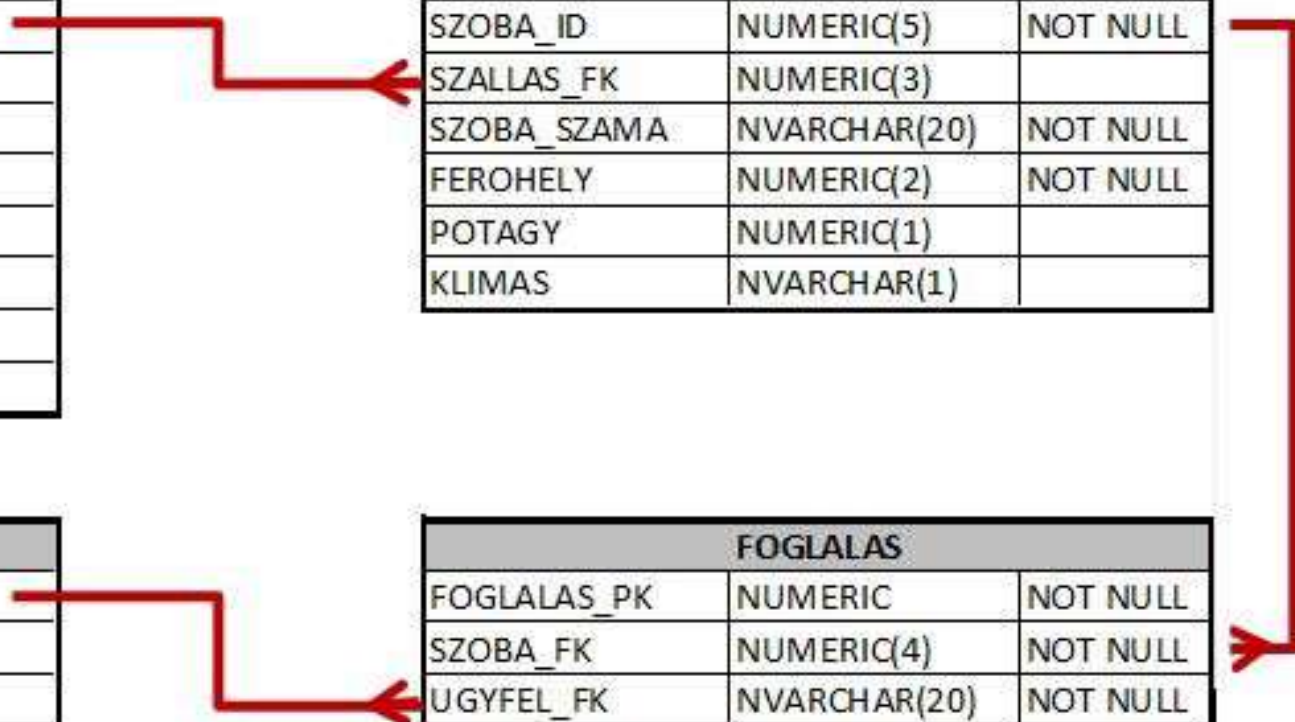 SZOBA_ID NUMERIC(5) NOT NULL
SZALLAS_FK NUMERIC(3)
SZOBA_SZAMA NVARCHAR(20) NOT NULL
FEROHELY NUMERIC(2) NOT NULL
POTAGY NUMERIC(1)
KLIMAS NVARCHAR(1)
FOGLALAS
FOGLALAS_PK NUMERIC NOT NULL
SZOBA_FK NUMERIC(4) NOT NULL
UGYFEL_FK NVARCHAR(20) NOT NULL